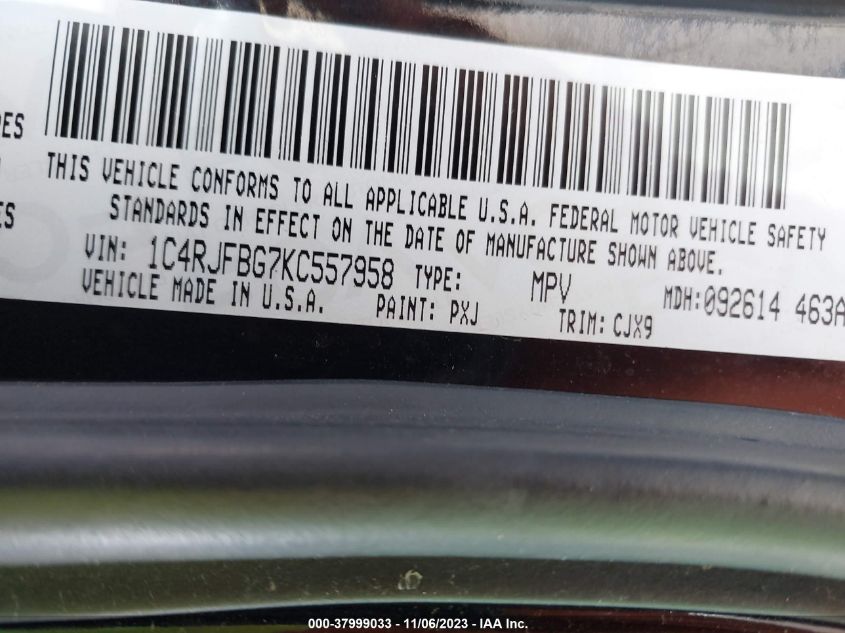 DES
THIS VEHICLE CONFORMS TO ALL APPLICABLE U.S.A. FEDERAL MOTOR VEHICLE SAFETY
ES
STANDARDS IN EFFECT ON THE DATE OF MANUFACTURE SHOWN ABOVE.
VIN: 1C4RJFBG7KC557958 TYPE: MPV MDH:092614 463A
VEHICLE MADE IN U.S.A. PAINT: PXJ TRIM: CJX9
000-37999033 - 11/06/2023 - IAA Inc.